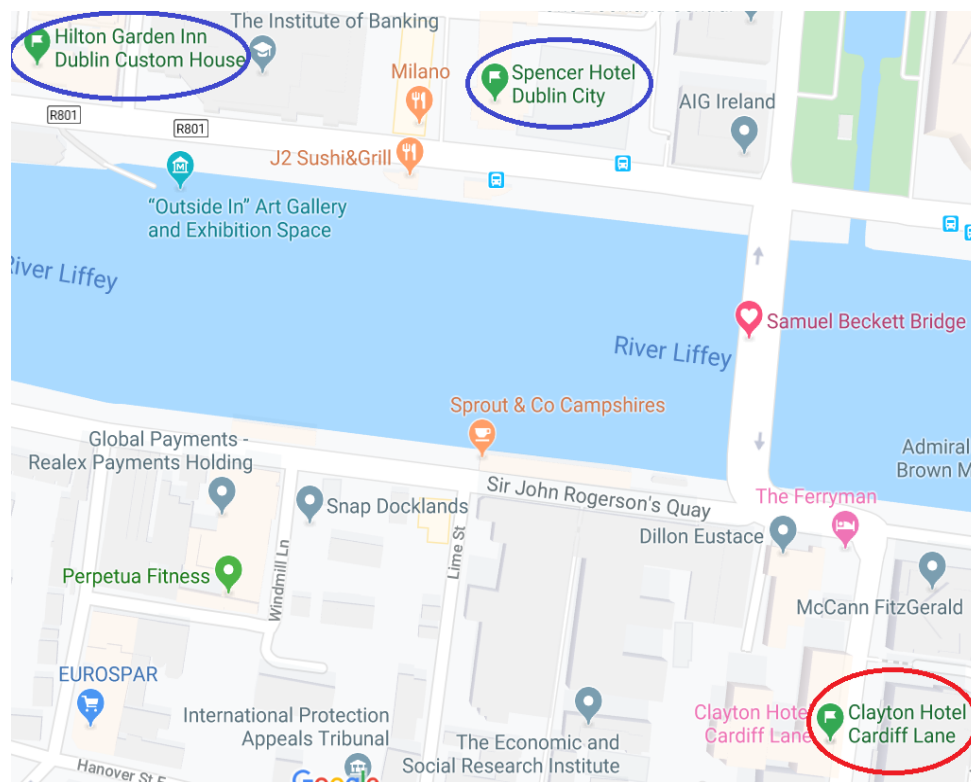 The Institute of Banking
Hilton Garden Inn
Dublin Custom House
Milano
Spencer Hotel
Dublin City
AIG Ireland
R801
R801
J2 Sushi&Grill
"Outside In" Art Gallery
and Exhibition Space
River Liffey
Samuel Beckett Bridge
River Liffey
Sprout & Co Campshires
Global Payments -
Realex Payments Holding
Admiral
Brown M
Sir John Rogerson's Quay
The Ferryman
Snap Docklands
Dillon Eustace
Lime St
Windmill Ln
Perpetua Fitness
McCann FitzGerald
EUROSPAR
International Protection
Appeals Tribunal
Clayton Hotel
Cardiff Lane
Clayton Hotel
Cardiff Lane
The Economic and
Social Research Institute
Hanover St E
Google